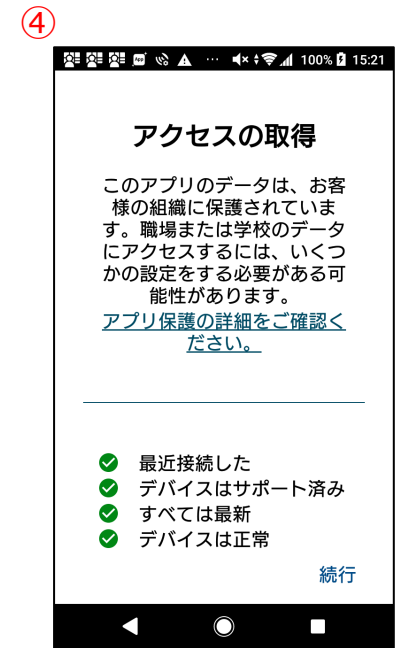 ④
100% 15:21
アクセスの取得
このアプリのデータは、お客
様の組織に保護されていま
す。職場または学校のデータ
にアクセスするには、いくつ
かの設定をする必要がある可
能性があります。
アプリ保護の詳細をご確認く
ださい。
最近接続した
デバイスはサポート済み
すべては最新
デバイスは正常
続行